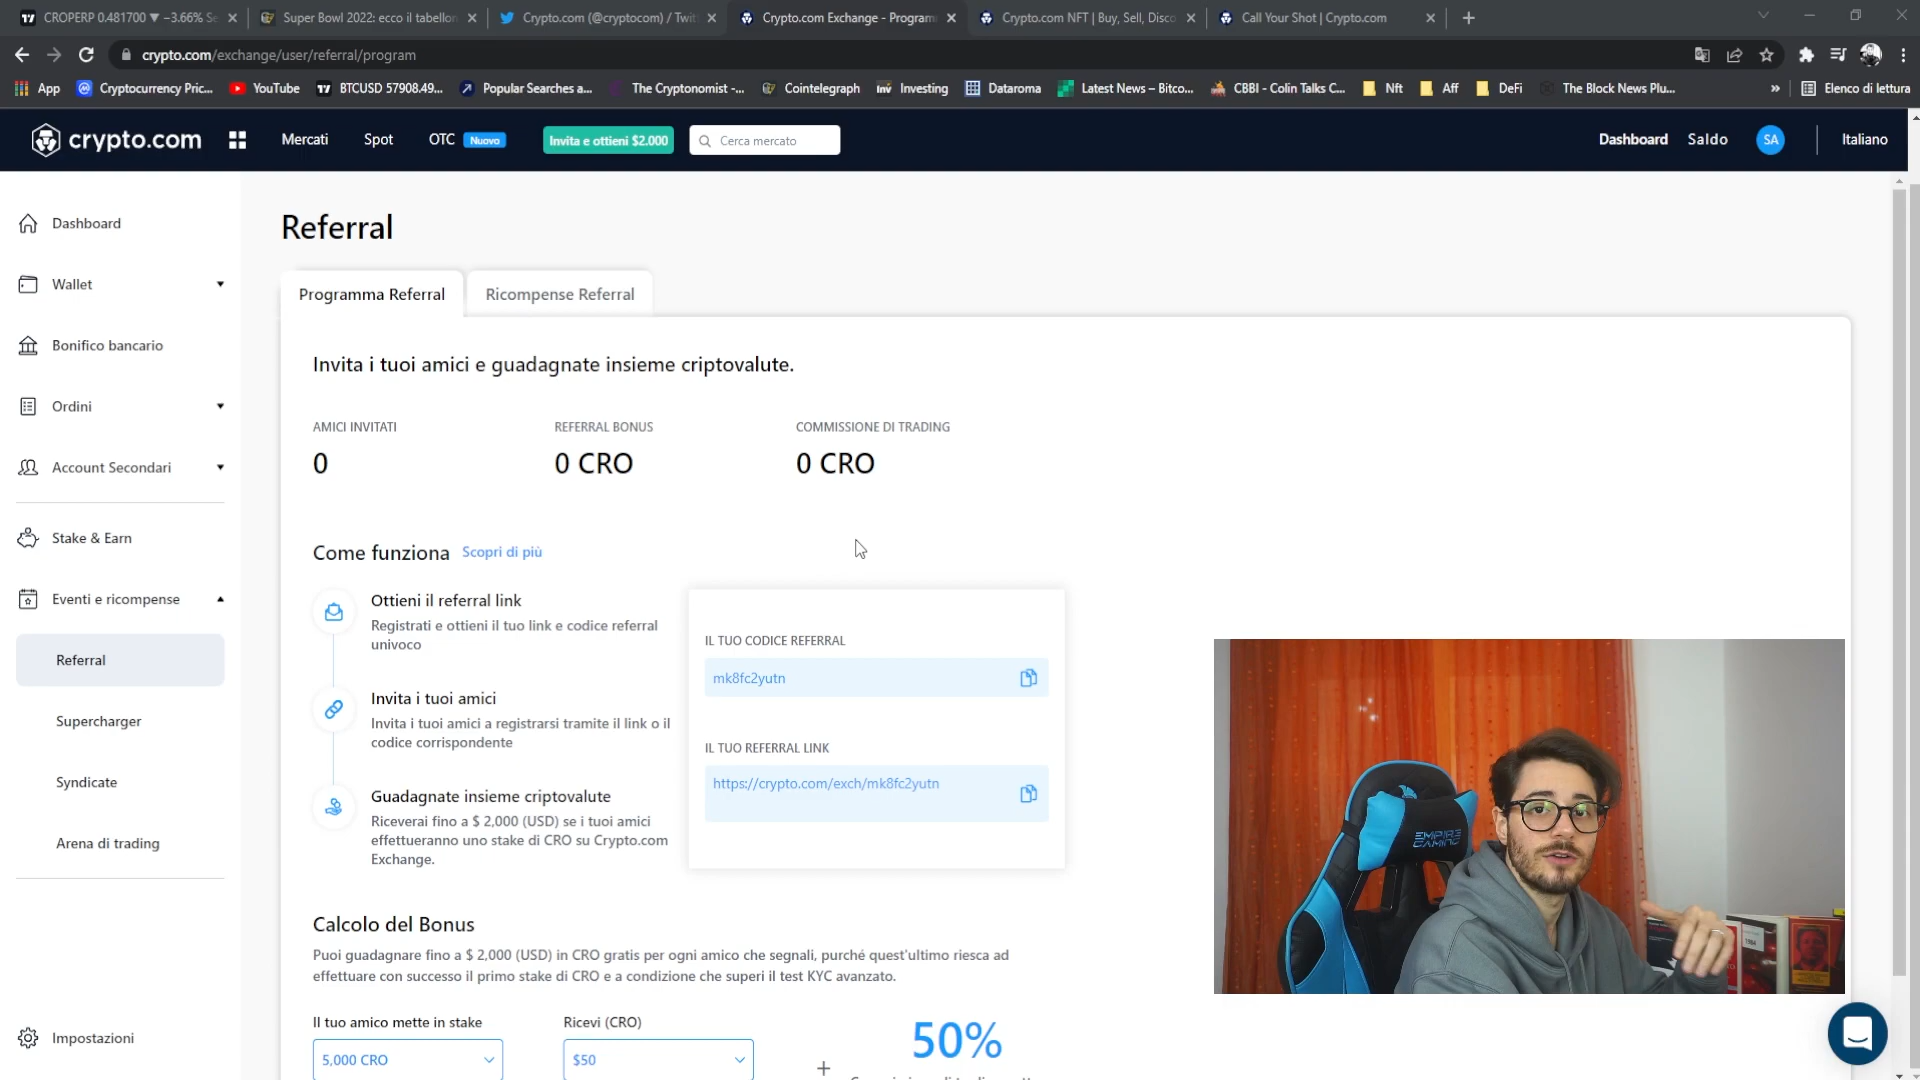 CROPERP 0.481700 ▼ −3.66% Se
Super Bowl 2022: ecco il tabellon
Crypto.com (@cryptocom) / Twit
Crypto.com Exchange - Program
Crypto.com NFT | Buy, Sell, Disco
Call Your Shot | Crypto.com
crypto.com/exchange/user/referral/program
App
Cryptocurrency Pric...
YouTube
BTCUSD 57908.49...
Popular Searches a...
The Cryptonomist -...
Cointelegraph
Inv Investing
Dataroma
Latest News – Bitco...
CBBI - Colin Talks C...
Nft
Aff
DeFi
The Block News Plu...
»
Elenco di lettura
crypto.com
Mercati
Spot
OTC Nuovo
Invita e ottieni $2.000
Cerca mercato
Dashboard
Saldo
SA
Italiano
Dashboard
Wallet
Bonifico bancario
Ordini
Account Secondari
Stake & Earn
Eventi e ricompense
Referral
Supercharger
Syndicate
Arena di trading
Impostazioni
Referral
Programma Referral
Ricompense Referral
Invita i tuoi amici e guadagnate insieme criptovalute.
AMICI INVITATI
0
REFERRAL BONUS
0 CRO
COMMISSIONE DI TRADING
0 CRO
Come funziona Scopri di più
Ottieni il referral link
Registrati e ottieni il tuo link e codice referral
univoco
Invita i tuoi amici
Invita i tuoi amici a registrarsi tramite il link o il
codice corrispondente
Guadagnate insieme criptovalute
Riceverai fino a $ 2,000 (USD) se i tuoi amici
effettueranno uno stake di CRO su Crypto.com
Exchange.
IL TUO CODICE REFERRAL
mk8fc2yutn
IL TUO REFERRAL LINK
https://crypto.com/exch/mk8fc2yutn
Calcolo del Bonus
Puoi guadagnare fino a $ 2,000 (USD) in CRO gratis per ogni amico che segnali, purché quest'ultimo riesca ad
effettuare con successo il primo stake di CRO e a condizione che superi il test KYC avanzato.
Il tuo amico mette in stake
5,000 CRO
Ricevi (CRO)
$50
+
50%
EMPIRE
GAMING
1984